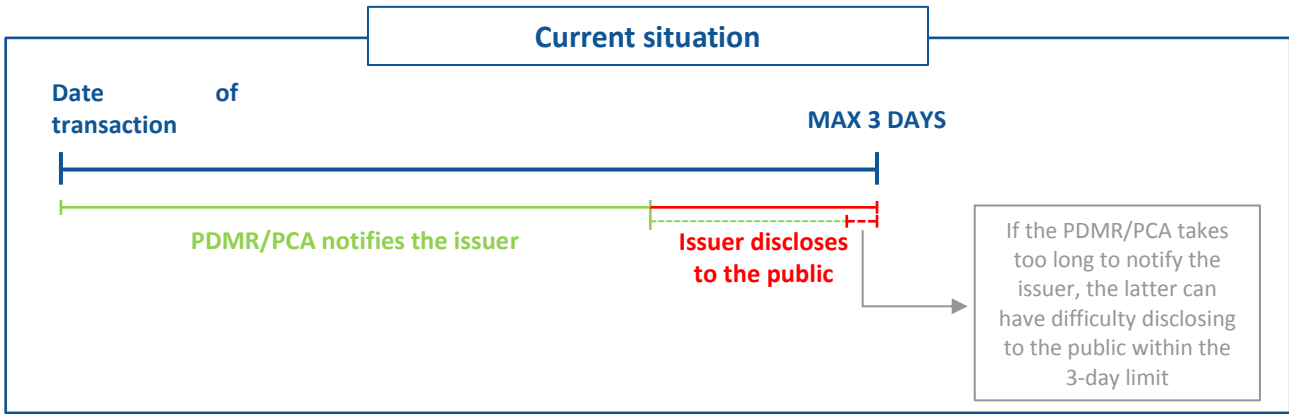 Current situation
Date of
transaction
MAX 3 DAYS
PDMR/PCA notifies the issuer
Issuer discloses
to the public
If the PDMR/PCA takes
too long to notify the
issuer, the latter can
have difficulty disclosing
to the public within the
3-day limit